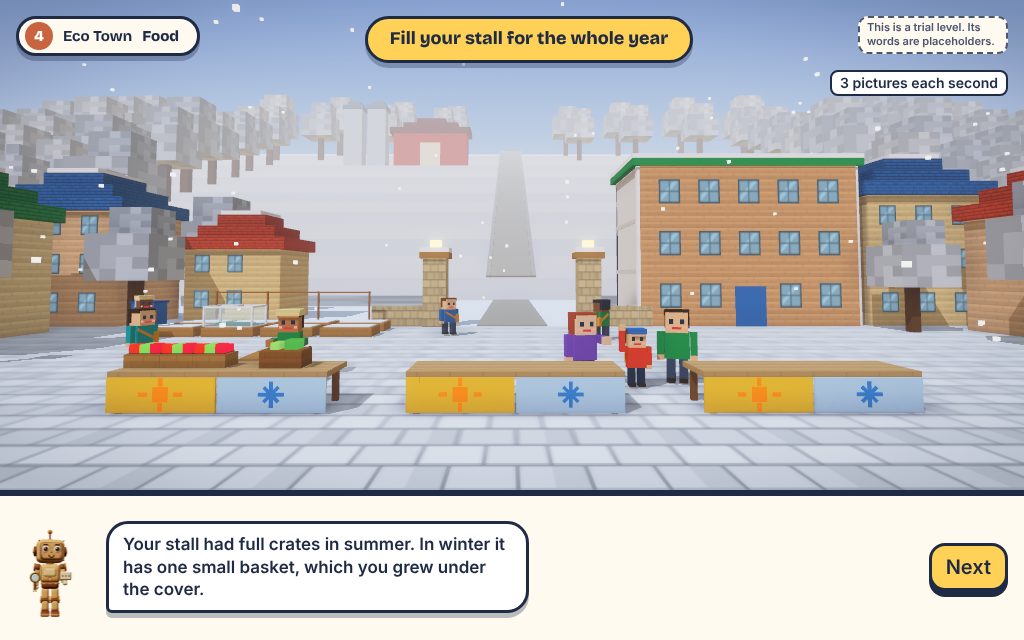 4 Eco Town Food
Fill your stall for the whole year
This is a trial level. Its
words are placeholders.
3 pictures each second
Your stall had full crates in summer. In winter it
has one small basket, which you grew under
the cover.
Next